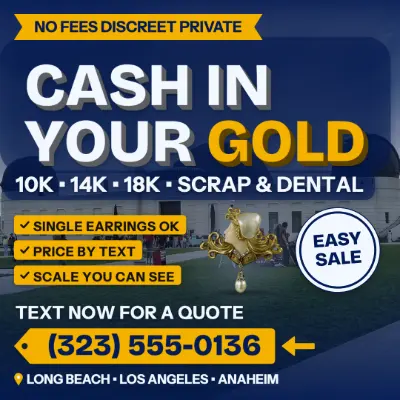 NO FEES DISCREET PRIVATE
CASH IN
YOUR GOLD
10K ▪ 14K ▪ 18K ▪ SCRAP & DENTAL
✓ SINGLE EARRINGS OK
✓ PRICE BY TEXT
✓ SCALE YOU CAN SEE
EASY
SALE
TEXT NOW FOR A QUOTE
(323) 555-0136
LONG BEACH ▪ LOS ANGELES ▪ ANAHEIM